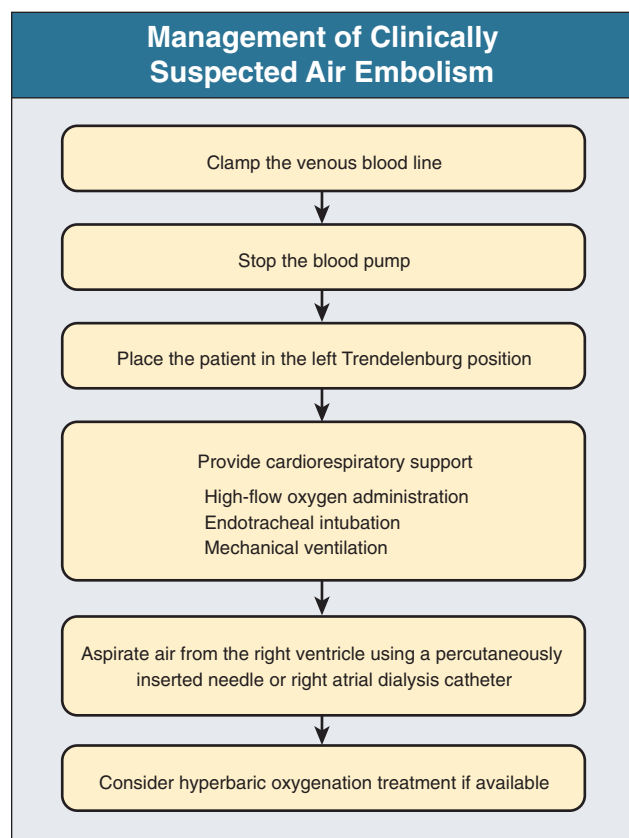 Management of Clinically
Suspected Air Embolism
Clamp the venous blood line
Stop the blood pump
Place the patient in the left Trendelenburg position
Provide cardiorespiratory support
High-flow oxygen administration
Endotracheal intubation
Mechanical ventilation
Aspirate air from the right ventricle using a percutaneously
inserted needle or right atrial dialysis catheter
Consider hyperbaric oxygenation treatment if available